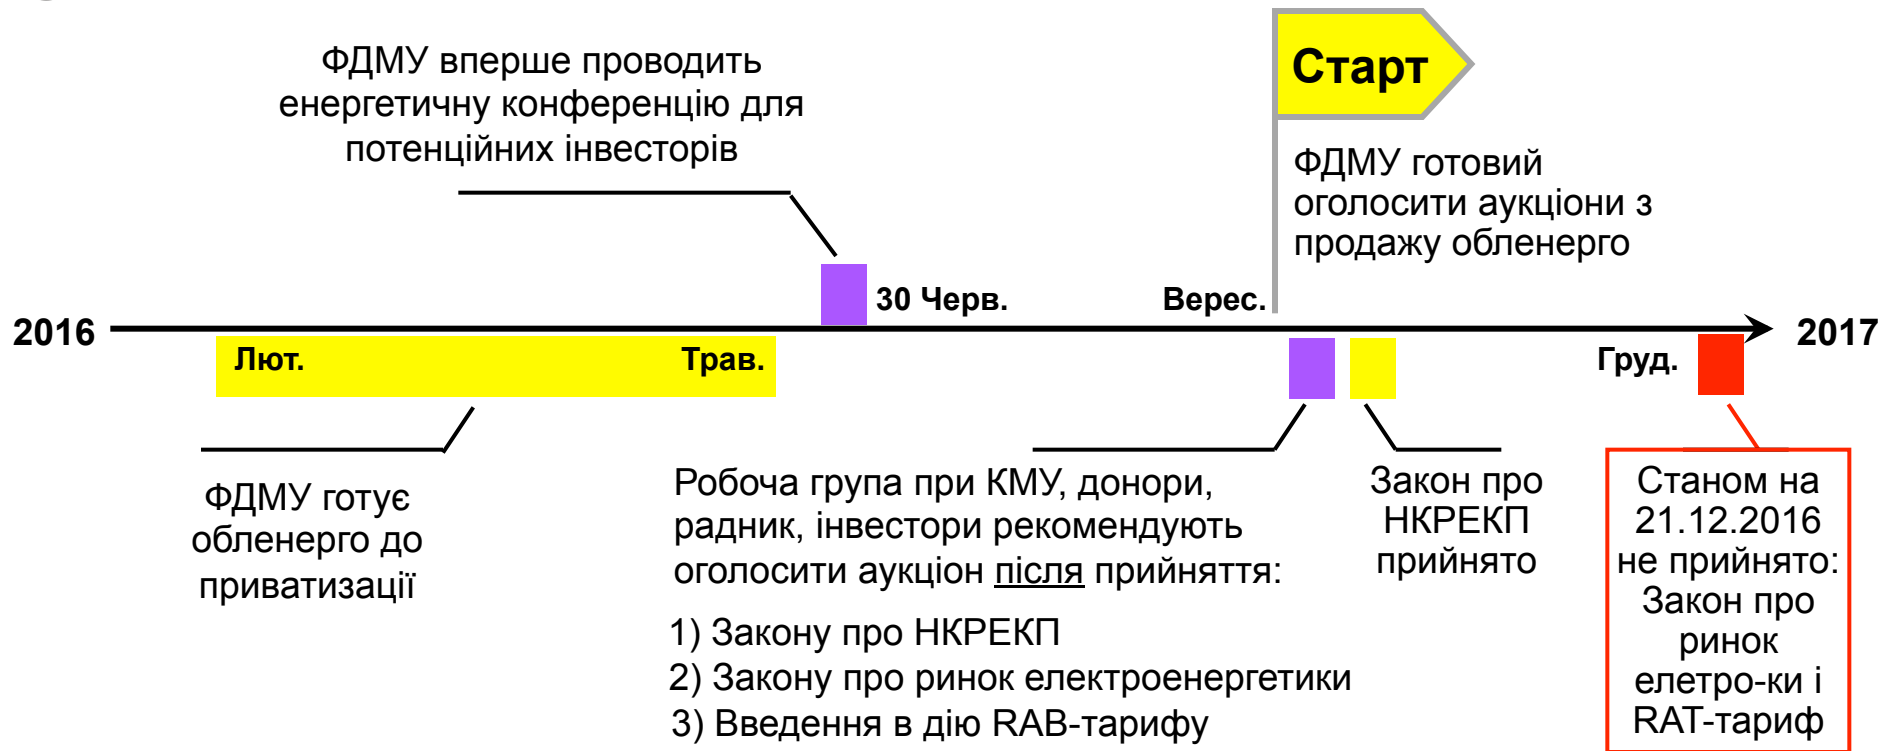 ФДМУ вперше проводить
енергетичну конференцію для
потенційних інвесторів
Старт
ФДМУ готовий
оголосити аукціони з
продажу обленерго
30 Черв.
Верес.
2016
2017
Лют.
Трав.
Груд.
ФДМУ готує
обленерго до
приватизації
Робоча група при КМУ, донори,
радник, інвестори рекомендують
оголосити аукціон після прийняття:
1) Закону про НКРЕКП
2) Закону про ринок електроенергетики
3) Введення в дію RAB-тарифу
Закон про
НКРЕКП
прийнято
Станом на
21.12.2016
не прийнято:
Закон про
ринок
елетро-ки і
RAT-тариф